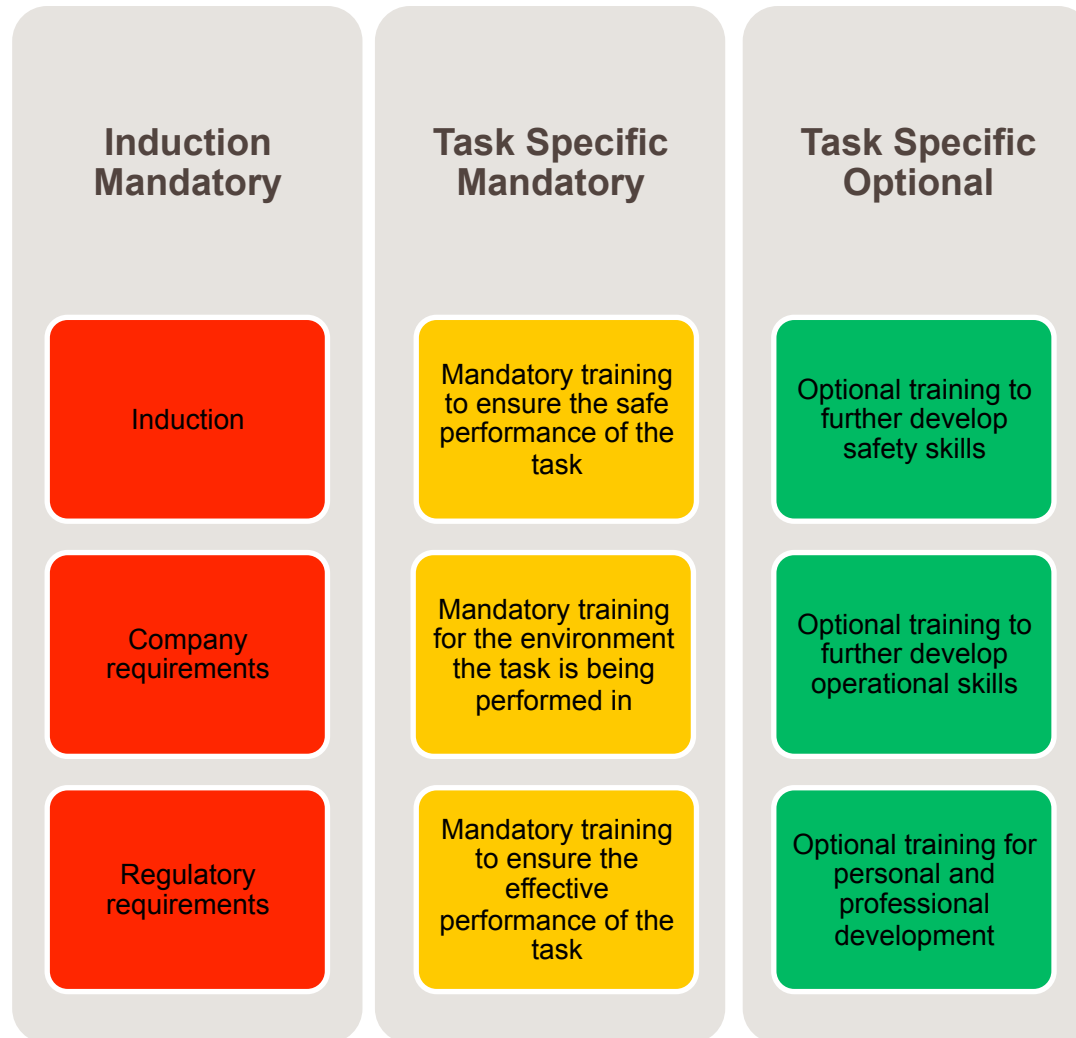 Induction
Mandatory
Induction
Company
requirements
Regulatory
requirements
Task Specific
Mandatory
Mandatory training
to ensure the safe
performance of the
task
Mandatory training
for the environment
the task is being
performed in
Mandatory training
to ensure the
effective
performance of the
task
Task Specific
Optional
Optional training to
further develop
safety skills
Optional training to
further develop
operational skills
Optional training for
personal and
professional
development